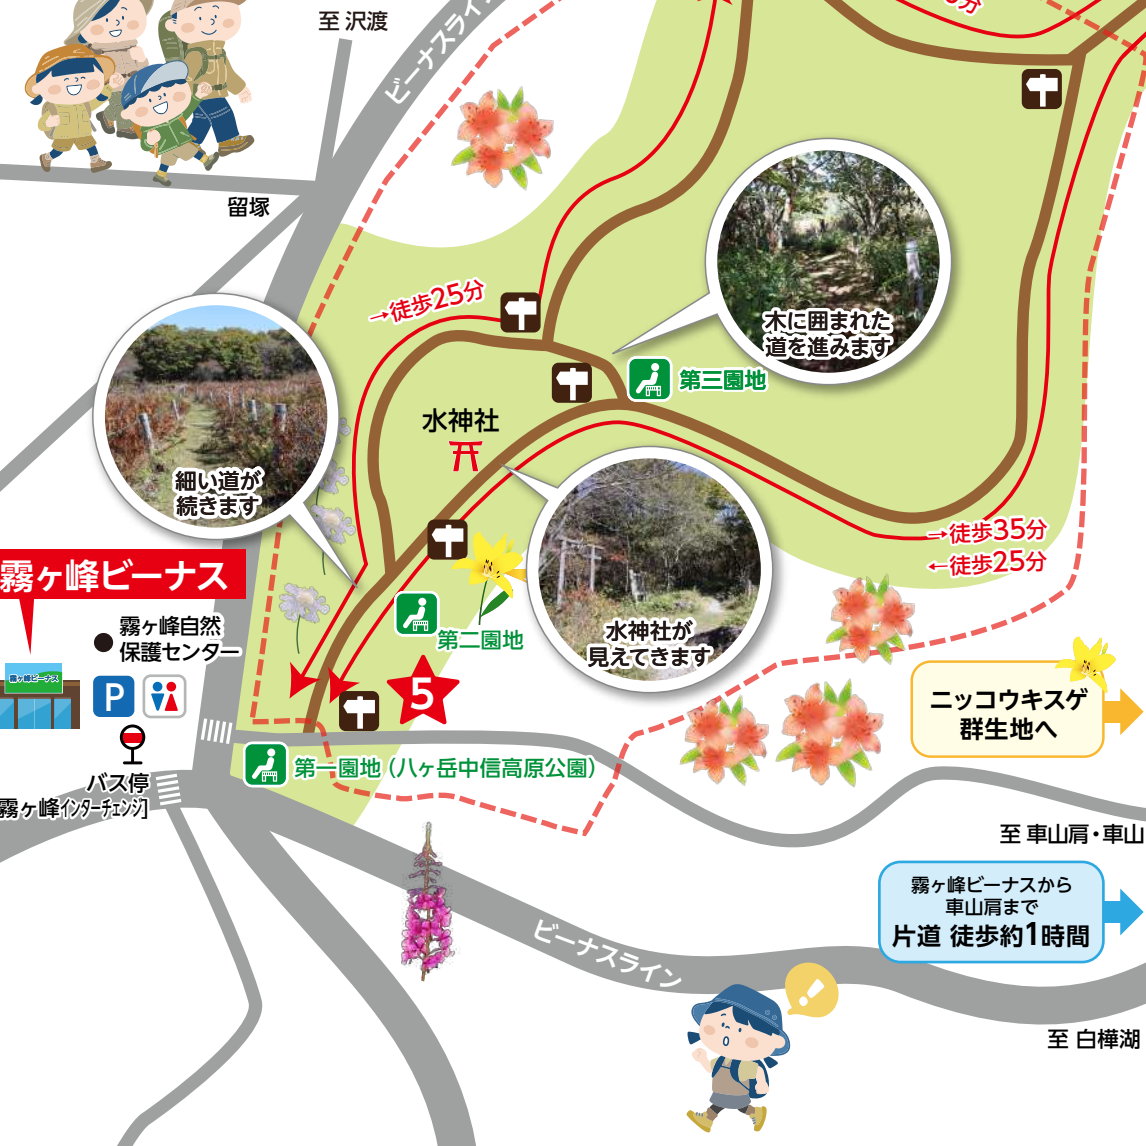 至 沢渡
ビーナスライン
分
留塚
→徒歩25分
木に囲まれた
道を進みます
第三園地
水神社
細い道が
続きます
→徒歩35分
←徒歩25分
霧ヶ峰ビーナス
霧ヶ峰自然
保護センター
霧ヶ峰ビーナス
P
第二園地
水神社が
見えてきます
5
ニッコウキスゲ
群生地へ
第一園地（八ヶ岳中信高原公園）
バス停
霧ヶ峰インターチェンジ]
至 車山肩・車山
霧ヶ峰ビーナスから
車山肩まで
片道 徒歩約1時間
ビーナスライン
至 白樺湖